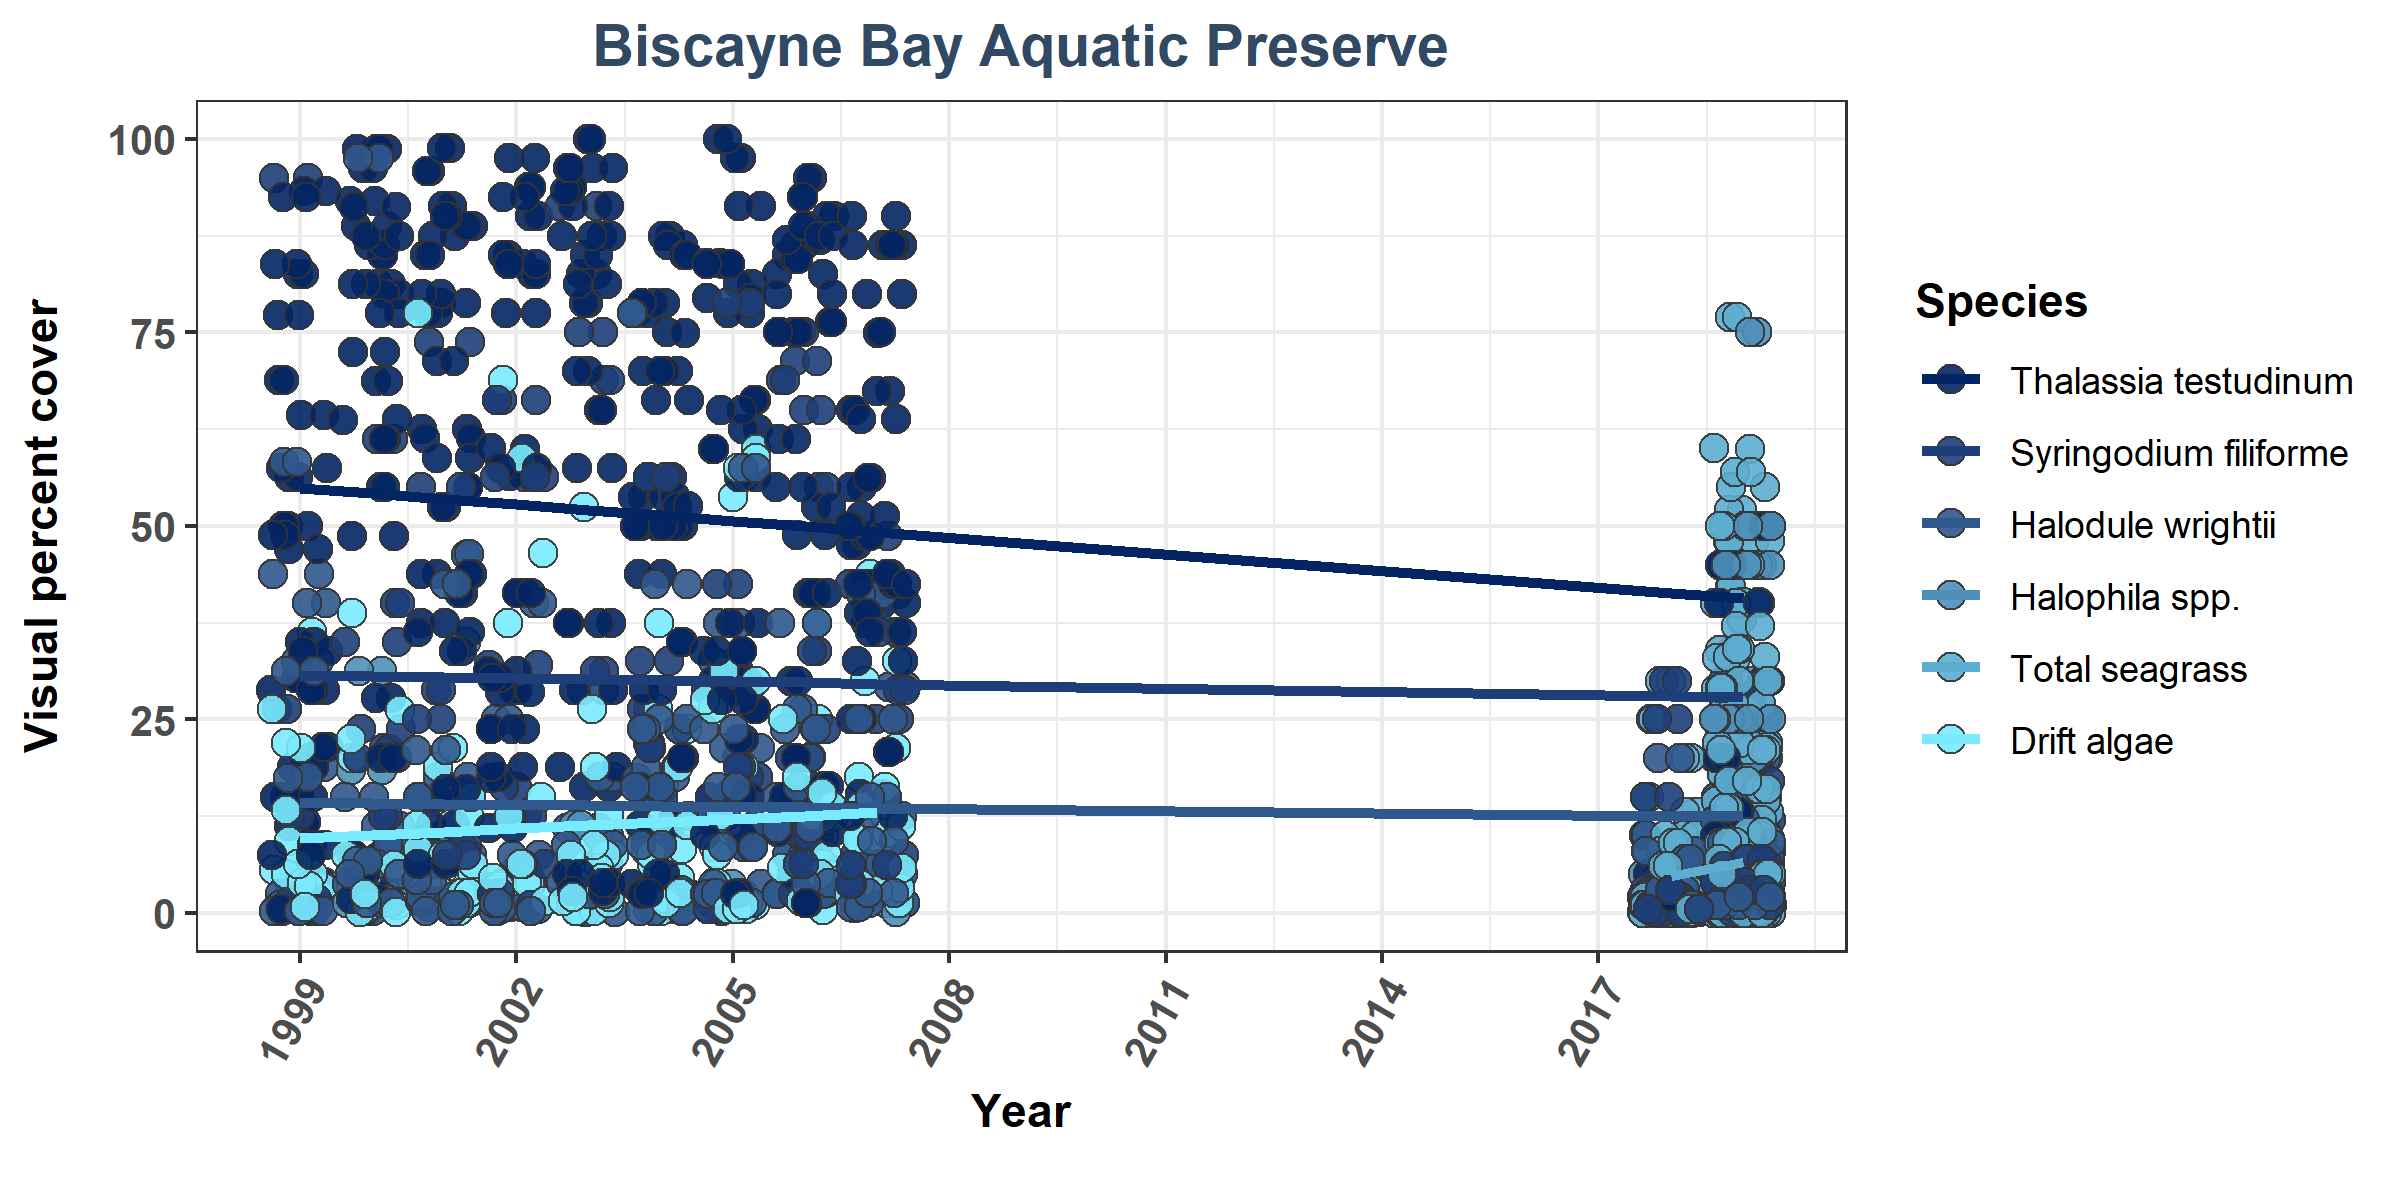 Biscayne Bay Aquatic Preserve
Visual percent cover
100
75
50
25
0
1999
2002
2005
2008
2011
2014
2017
Year
Species
Thalassia testudinum
Syringodium filiforme
Halodule wrightii
Halophila spp.
Total seagrass
Drift algae